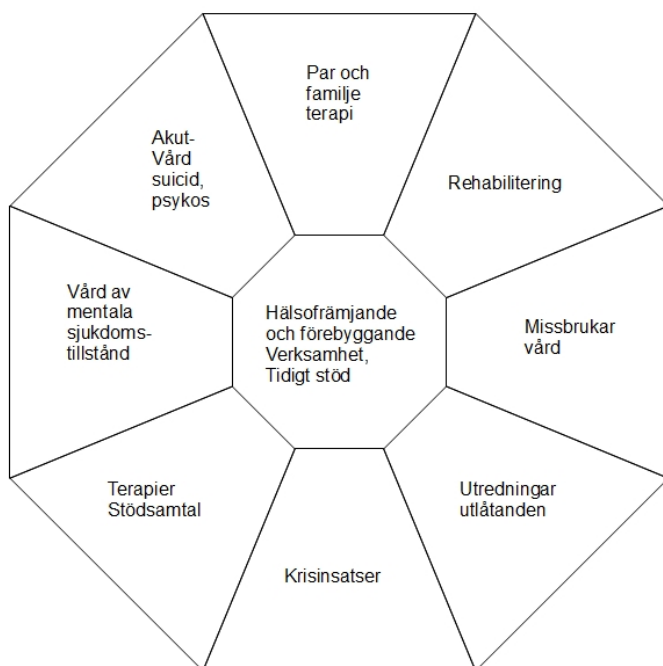 Par och
familje
terapi
Akut-
Vård
suicid,
psykos
Rehabilitering
Vård av
mentala
sjukdoms-
tillstånd
Hälsofrämjande
och förebyggande
Verksamhet,
Tidigt stöd
Missbrukar
vård
Terapier
Stödsamtal
Utredningar
utlåtanden
Krisinsatser